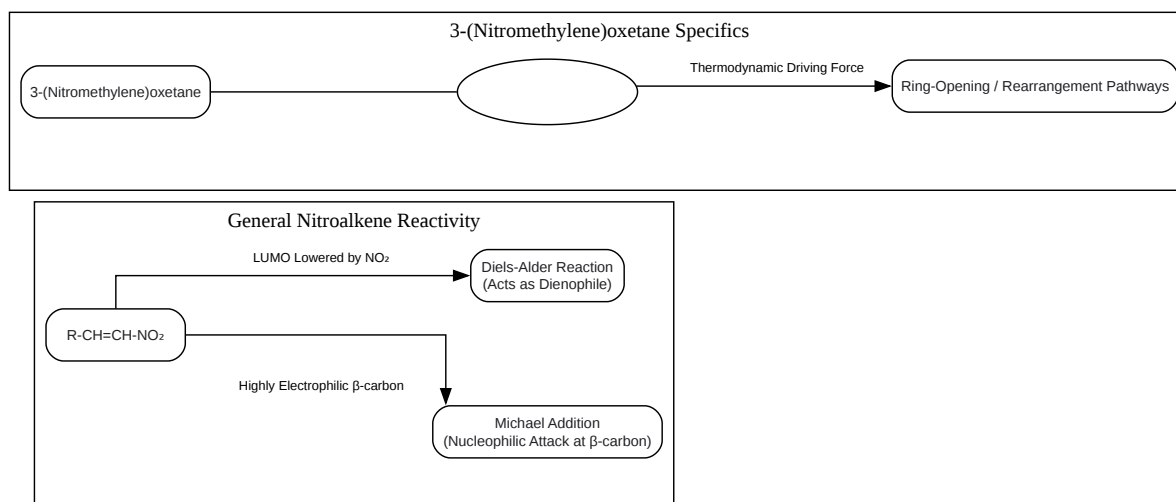 3-(Nitromethylene)oxetane Specifics
3-(Nitromethylene)oxetane
Thermodynamic Driving Force
Ring-Opening / Rearrangement Pathways
General Nitroalkene Reactivity
LUMO Lowered by NO₂
Diels-Alder Reaction
(Acts as Dienophile)
R-CH=CH-NO₂
Highly Electrophilic β-carbon
Michael Addition
(Nucleophilic Attack at β-carbon)